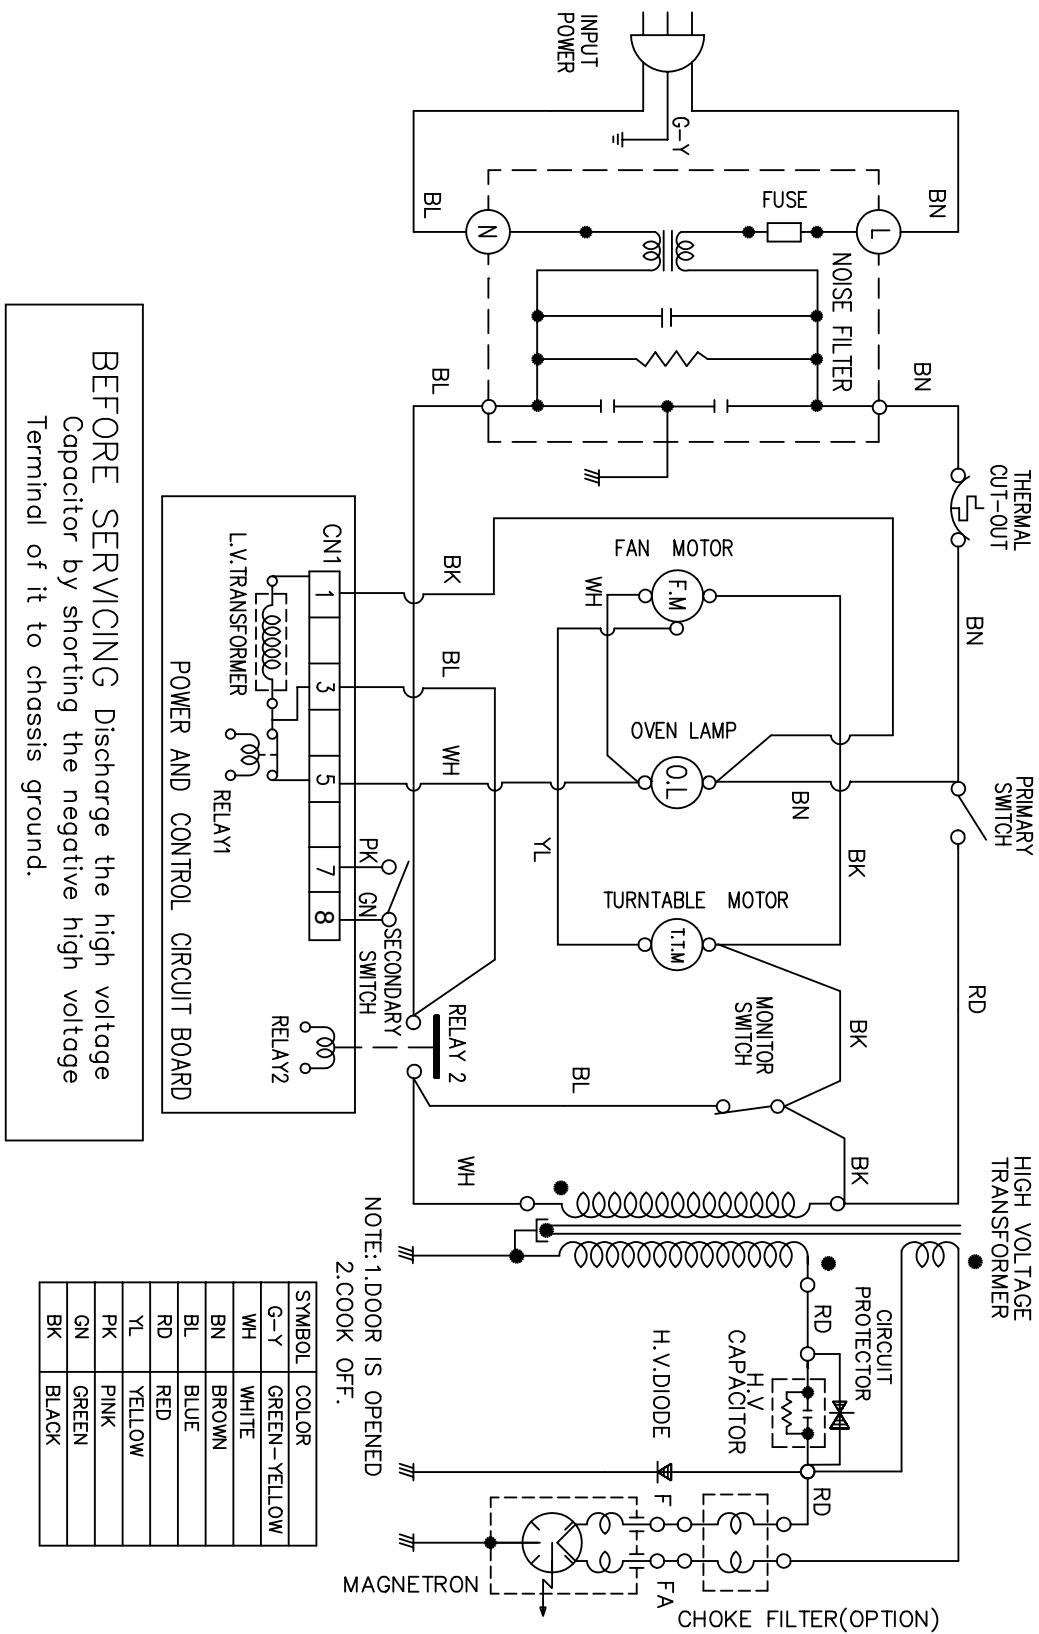 INPUT
POWER
G-Y
BL
BN
N
L
FUSE
NOISE FILTER
BL
BN
THERMAL
CUT-OUT
BN
PRIMARY
SWITCH
RD
FAN MOTOR
F.M
WH
BK
BL
WH
OVEN LAMP
O.L
BN
YL
BK
TURNTABLE MOTOR
T.T.M
MONITOR
SWITCH
BK
BL
BK
WH
HIGH VOLTAGE
TRANSFORMER
CN1
1
3
5
7
8
L.V.TRANSFORMER
RELAY1
PK
GN
SECONDARY
SWITCH
RELAY 2
RELAY2
POWER AND CONTROL CIRCUIT BOARD
RD
CIRCUIT
PROTECTOR
H.V
CAPACITOR
H.V.DIODE
RD
F
FA
MAGNETRON
CHOKE FILTER(OPTION)
NOTE:1.DOOR IS OPENED
2.COOK OFF.
SYMBOL COLOR
G-Y GREEN-YELLOW
WH WHITE
BN BROWN
BL BLUE
RD RED
YL YELLOW
PK PINK
GN GREEN
BK BLACK
BEFORE SERVICING Discharge the high voltage
Capacitor by shorting the negative high voltage
Terminal of it to chassis ground.